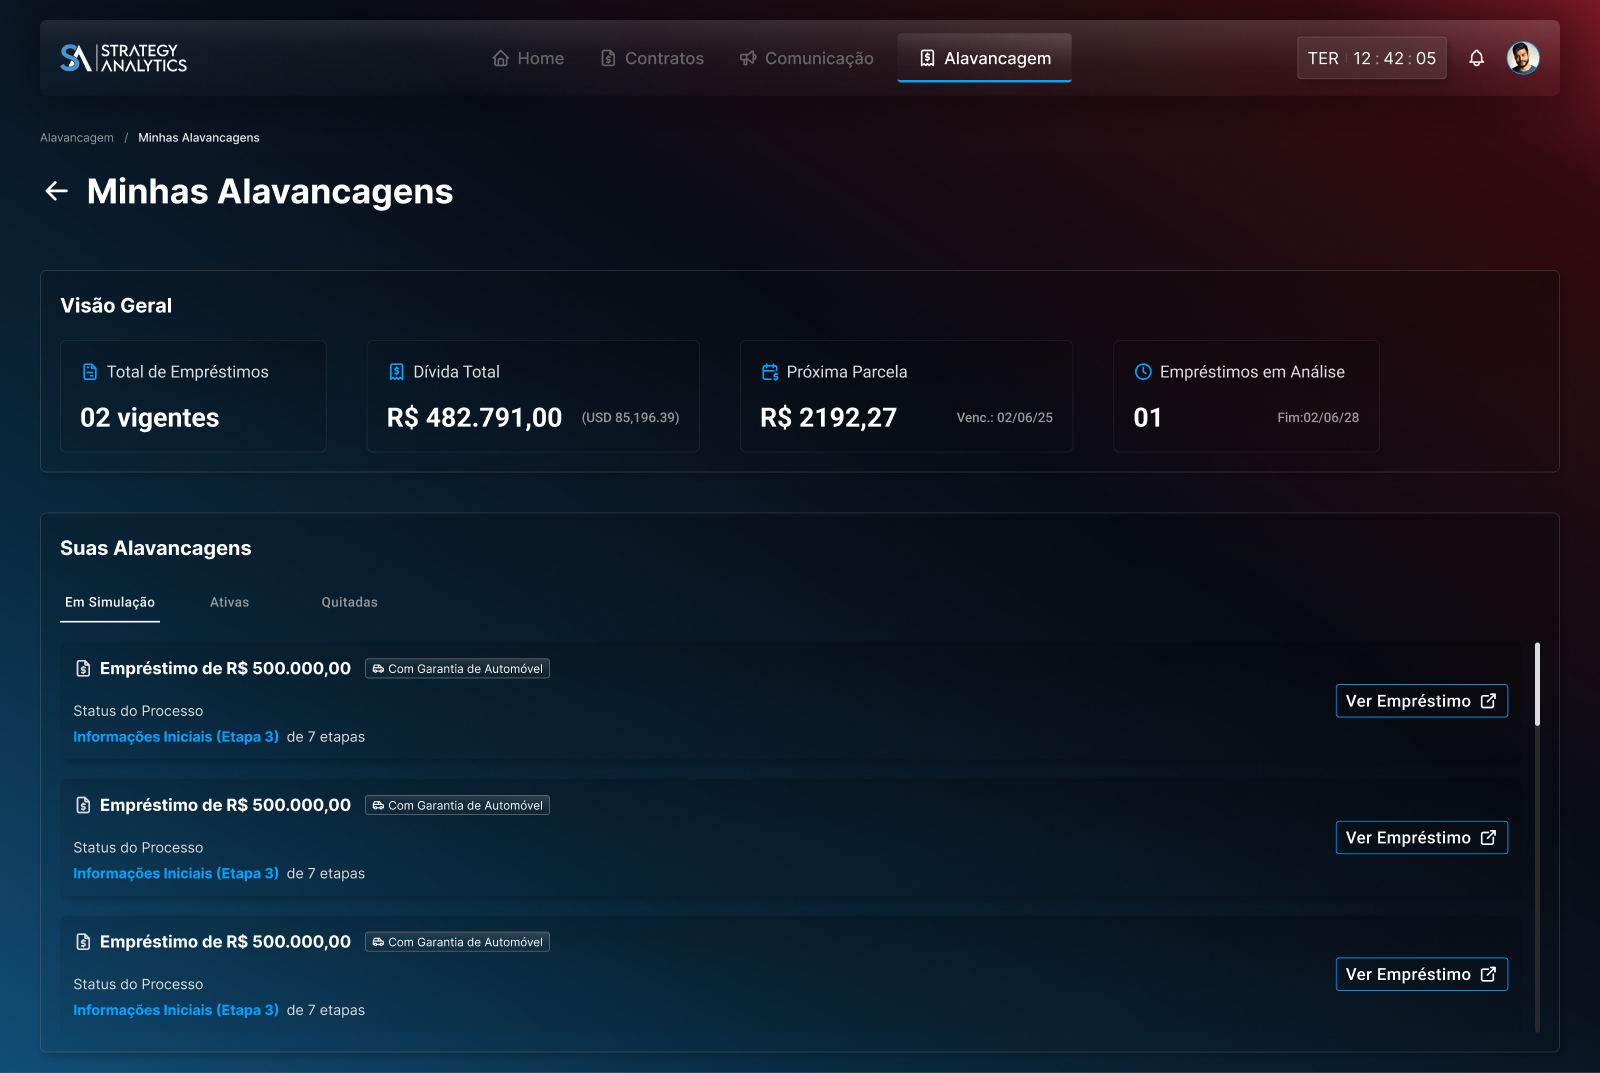 SA STRATEGY ANALYTICS
Home
Contratos
Comunicação
Alavancagem
TER 12 : 42 : 05
Alavancagem / Minhas Alavancagens
Minhas Alavancagens
Visão Geral
Total de Empréstimos
02 vigentes
Dívida Total
R$ 482.791,00 (USD 85,196.39)
Próxima Parcela
R$ 2192,27 Venc.: 02/06/25
Empréstimos em Análise
01 Fim:02/06/28
Suas Alavancagens
Em Simulação
Ativas
Quitadas
Empréstimo de R$ 500.000,00 Com Garantia de Automóvel
Status do Processo
Informações Iniciais (Etapa 3) de 7 etapas
Ver Empréstimo
Empréstimo de R$ 500.000,00 Com Garantia de Automóvel
Status do Processo
Informações Iniciais (Etapa 3) de 7 etapas
Ver Empréstimo
Empréstimo de R$ 500.000,00 Com Garantia de Automóvel
Status do Processo
Informações Iniciais (Etapa 3) de 7 etapas
Ver Empréstimo